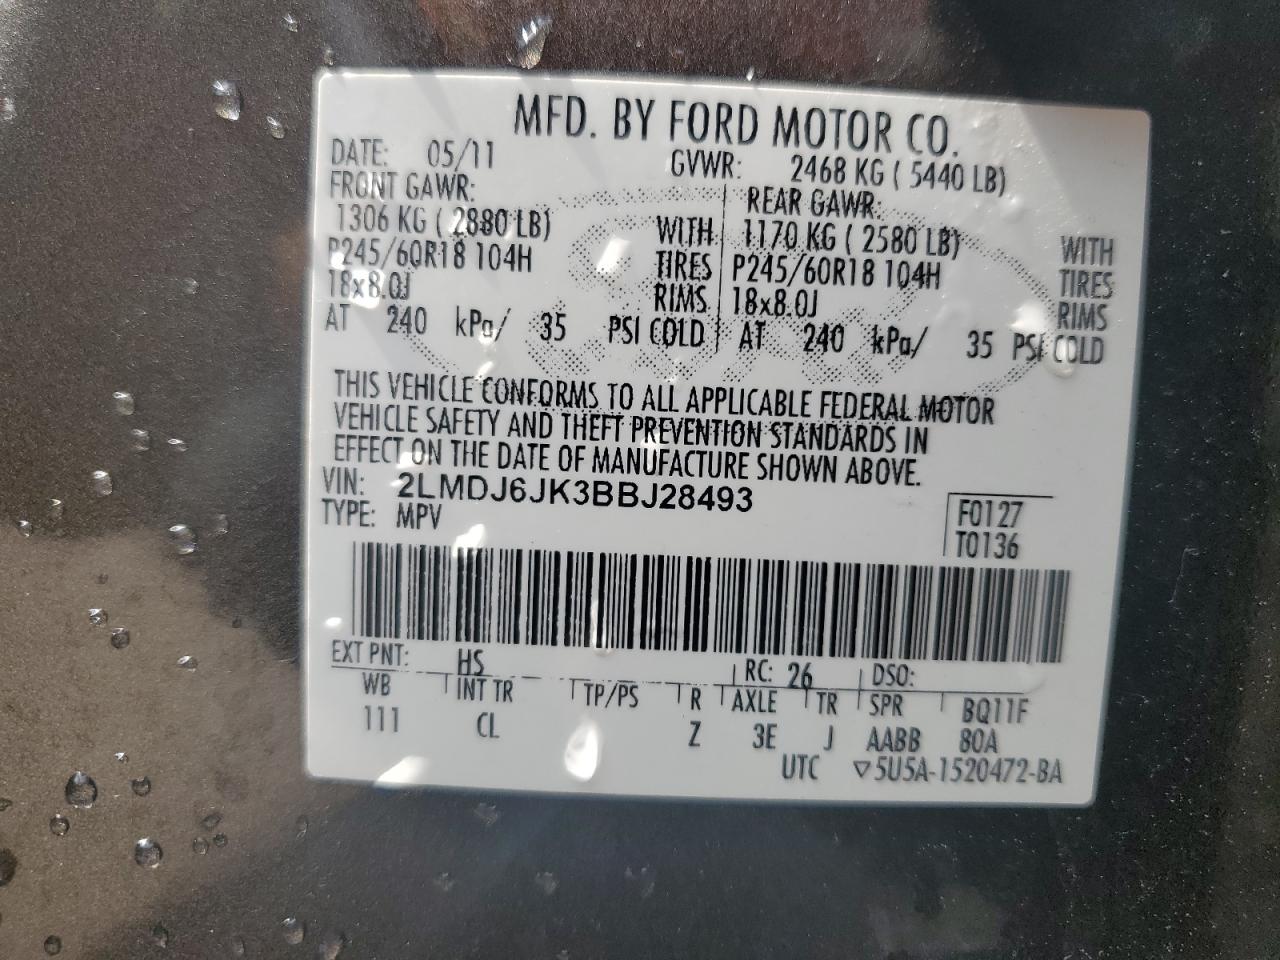 MFD. BY FORD MOTOR CO.
DATE: 05/11 GVWR: 2468 KG ( 5440 LB)
FRONT GAWR: REAR GAWR:
1306 KG ( 2880 LB) WITH 1170 KG ( 2580 LB) WITH
P245/60R18 104H TIRES P245/60R18 104H TIRES
18x8.0J RIMS 18x8.0J RIMS
AT 240 kPa/ 35 PSI COLD AT 240 kPa/ 35 PSI COLD
THIS VEHICLE CONFORMS TO ALL APPLICABLE FEDERAL MOTOR
VEHICLE SAFETY AND THEFT PREVENTION STANDARDS IN
EFFECT ON THE DATE OF MANUFACTURE SHOWN ABOVE.
VIN: 2LMDJ6JK3BBJ28493
TYPE: MPV
F0127
T0136
EXT PNT: HS RC: 26 DSO:
WB INT TR TP/PS R AXLE TR SPR BQ11F
111 CL Z 3E J AABB 80A
UTC ▽5U5A-1520472-BA